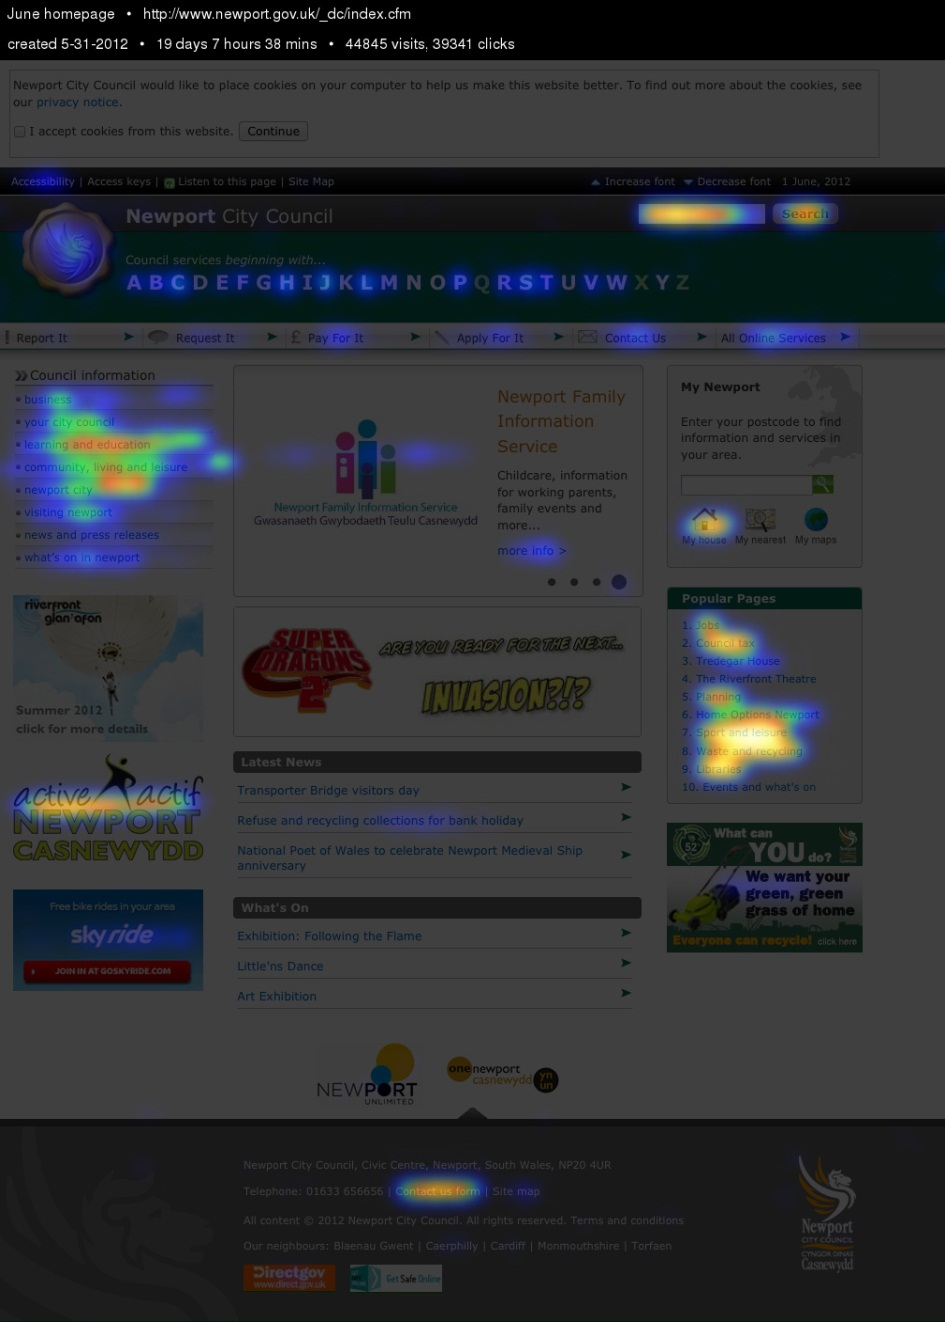 June homepage • http://www.newport.gov.uk/_dc/index.cfm
created 5-31-2012 • 19 days 7 hours 38 mins • 44845 visits, 39341 clicks
Newport City Council would like to place cookies on your computer to help us make this website better. To find out more about the cookies, see
our privacy notice.
I accept cookies from this website. Continue
Accessibility | Access keys | Listen to this page | Site Map
Increase font Decrease font 1 June, 2012
Newport City Council
Search
Council services beginning with...
A B C D E F G H I J K L M N O P Q R S T U V W X Y Z
Report It
Request It
Pay For It
Apply For It
Contact Us
All Online Services
Council information
business
your city council
learning and education
community, living and leisure
newport city
visiting newport
news and press releases
what's on in newport
riverfront
glan yr afon
Summer 2012
click for more details
active actif
NEWPORT
CASNEWYDD
Free bike rides in your area
sky ride
JOIN IN AT GOSKYRIDE.COM
Newport Family Information Service
Gwasanaeth Gwybodaeth Teulu Casnewydd
Newport Family
Information
Service
Childcare, information
for working parents,
family events and
more...
more info >
SUPER
DRAGONS
2
ARE YOU READY FOR THE NEXT...
INVASION?!?
Latest News
Transporter Bridge visitors day
Refuse and recycling collections for bank holiday
National Poet of Wales to celebrate Newport Medieval Ship
anniversary
What's On
Exhibition: Following the Flame
Little'ns Dance
Art Exhibition
My Newport
Enter your postcode to find
information and services in
your area.
My house My nearest My maps
Popular Pages
1. Jobs
2. Council tax
3. Tredegar House
4. The Riverfront Theatre
5. Planning
6. Home Options Newport
7. Sport and leisure
8. Waste and recycling
9. Libraries
10. Events and what's on
What can
YOU do?
52
We want your
green, green
grass of home
Everyone can recycle! click here
NEWPORT
UNLIMITED
one newport
casnewydd yn un
Newport City Council, Civic Centre, Newport, South Wales, NP20 4UR
Telephone: 01633 656656 | Contact us form | Site map
All content © 2012 Newport City Council. All rights reserved. Terms and conditions
Our neighbours: Blaenau Gwent | Caerphilly | Cardiff | Monmouthshire | Torfaen
Directgov
www.direct.gov.uk
Get Safe Online
Newport
CITY COUNCIL
CYNGOR DINAS
Casnewydd